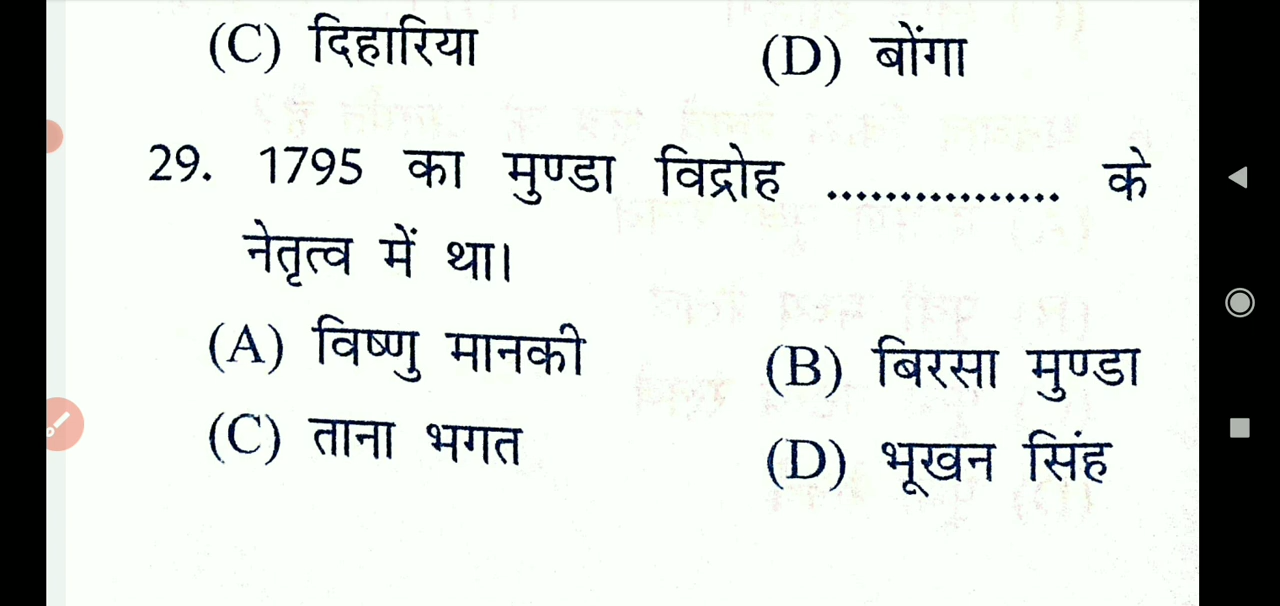 (C) दिहारिया (D) बोंगा
29. 1795 का मुण्डा विद्रोह ................ के
नेतृत्व में था।
(A) विष्णु मानकी (B) बिरसा मुण्डा
(C) ताना भगत (D) भूखन सिंह